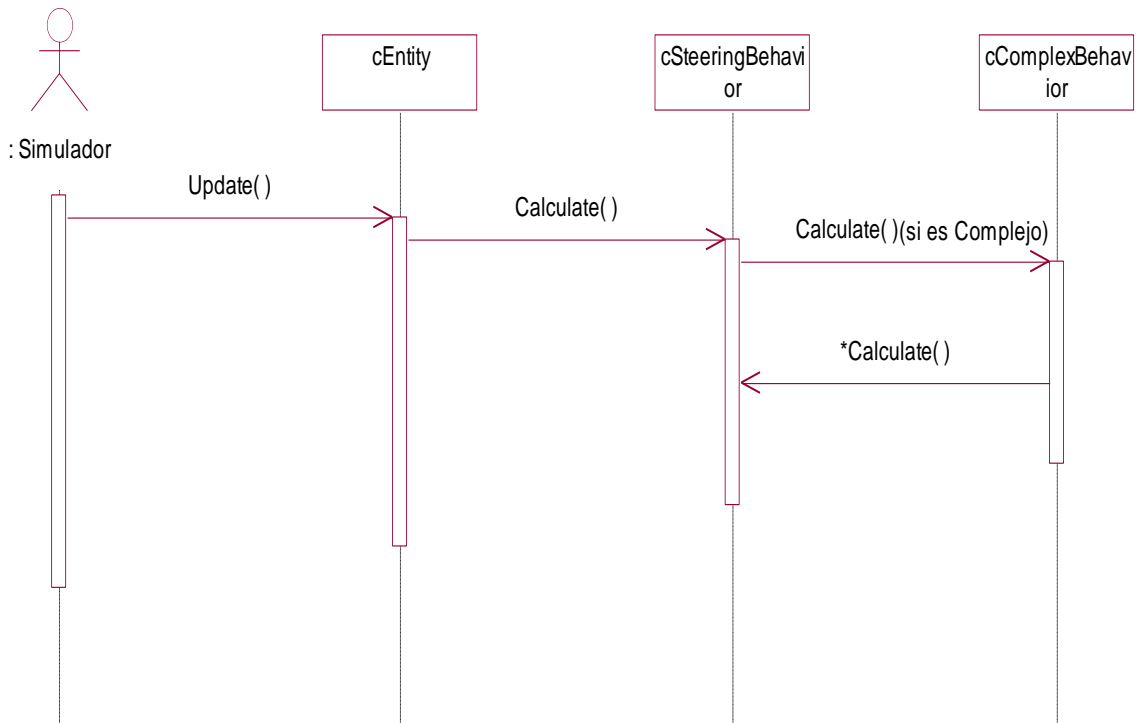 cEntity
cSteeringBehavi
or
cComplexBehav
ior
: Simulador
Update( )
Calculate( )
Calculate( )(si es Complejo)
*Calculate( )